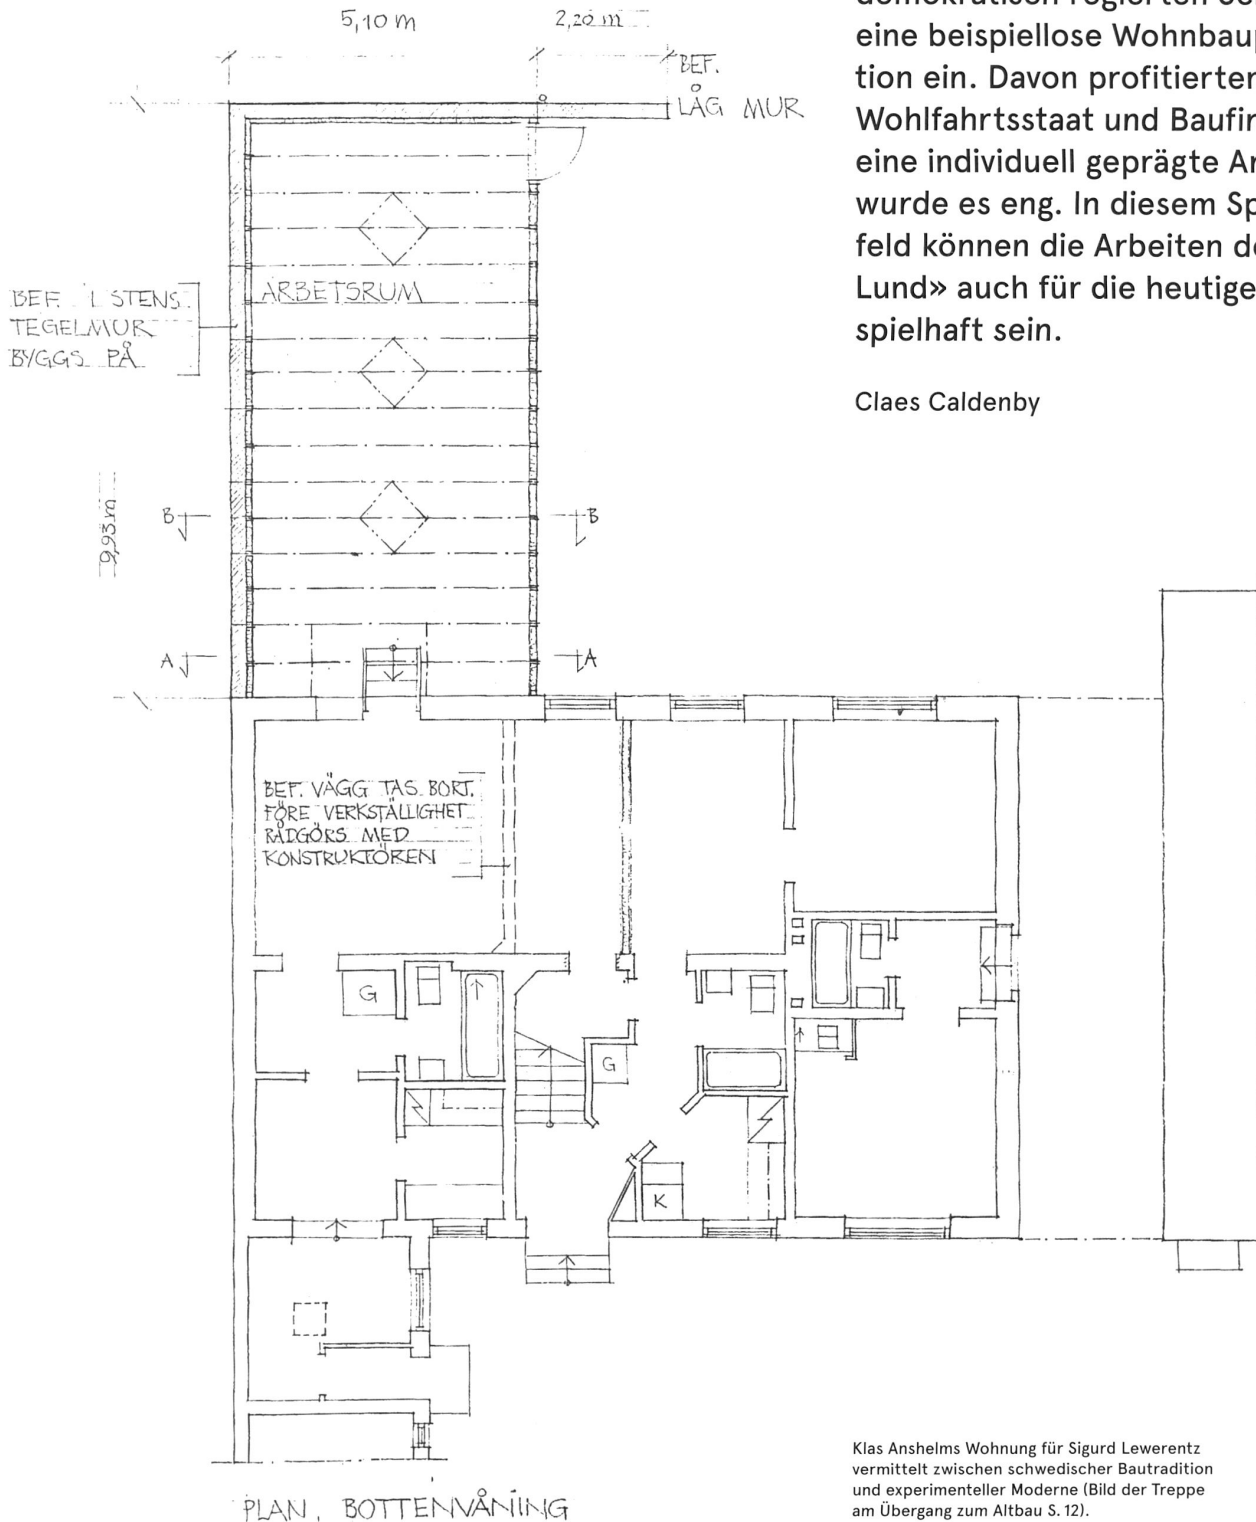 5,10 m
2,20 m
BEF.
LÅG MUR
BEF. 1 STENS
TEGELMUR
BYGGS PÅ
ARBETSRUM
9,93 m
B
B
A
A
BEF. VÄGG TAS BORT.
FÖRE VERKSTÄLLIGHET
RÅDGÖRS MED
KONSTRUKTÖREN
G
G
K
PLAN, BOTTENVÅNING
eine beispiellose Wohnbau
tion ein. Davon profitierten
Wohlfahrtsstaat und Baufir
eine individuell geprägte Ar
wurde es eng. In diesem Sp
feld können die Arbeiten de
Lund» auch für die heutige
spielhaft sein.
Claes Caldenby
Klas Anshelms Wohnung für Sigurd Lewerentz
vermittelt zwischen schwedischer Bautradition
und experimenteller Moderne (Bild der Treppe
am Übergang zum Altbau S. 12).